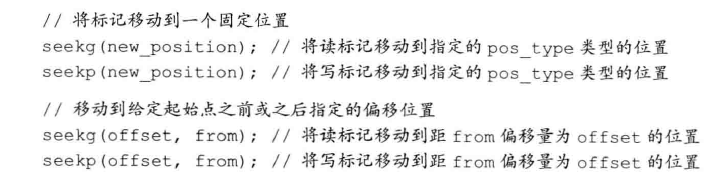 // 将标记移动到一个固定位置
seekg(new_position); // 将读标记移动到指定的 pos_type 类型的位置
seekp(new_position); // 将写标记移动到指定的 pos_type 类型的位置
// 移动到给定起始点之前或之后指定的偏移位置
seekg(offset, from); // 将读标记移动到距 from 偏移量为 offset 的位置
seekp(offset, from); // 将写标记移动到距 from 偏移量为 offset 的位置